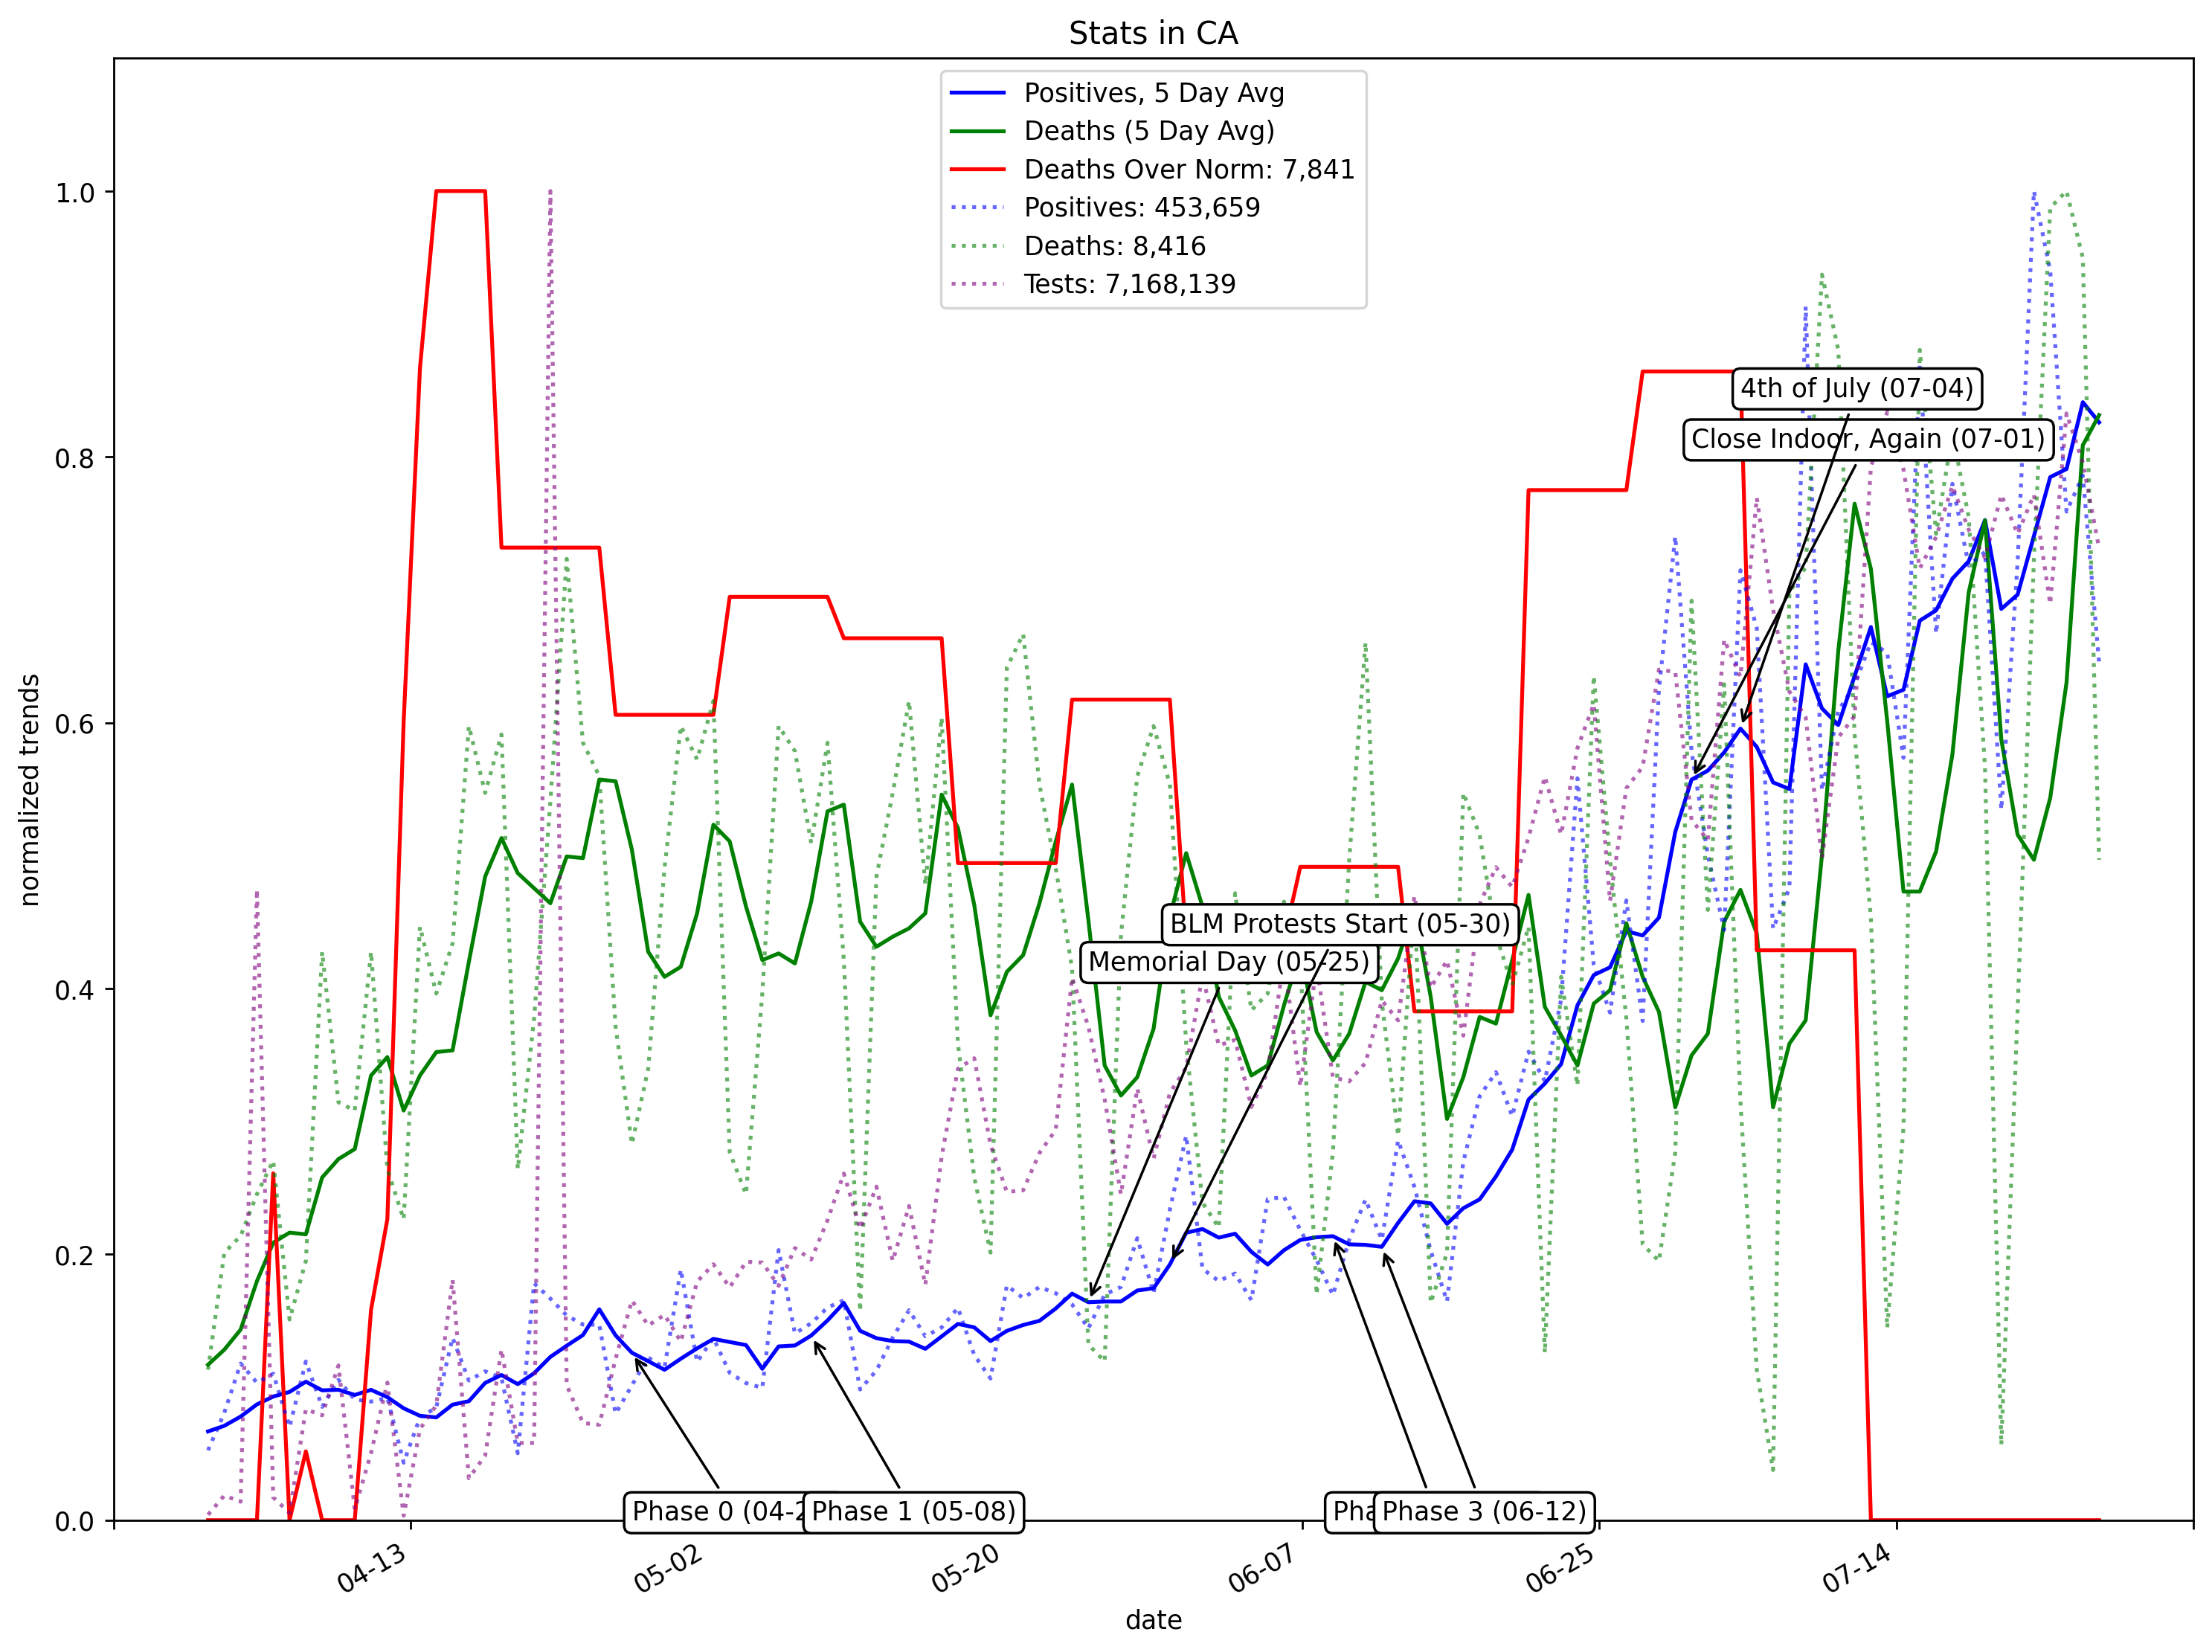 Stats in CA
Positives, 5 Day Avg
Deaths (5 Day Avg)
Deaths Over Norm: 7,841
Positives: 453,659
Deaths: 8,416
Tests: 7,168,139
1.0
0.8
0.6
0.4
0.2
0.0
normalized trends
4th of July (07-04)
Close Indoor, Again (07-01)
BLM Protests Start (05-30)
Memorial Day (05-25)
Phase 0 (04-2
Phase 1 (05-08)
Pha
Phase 3 (06-12)
04-13
05-02
05-20
06-07
06-25
07-14
date